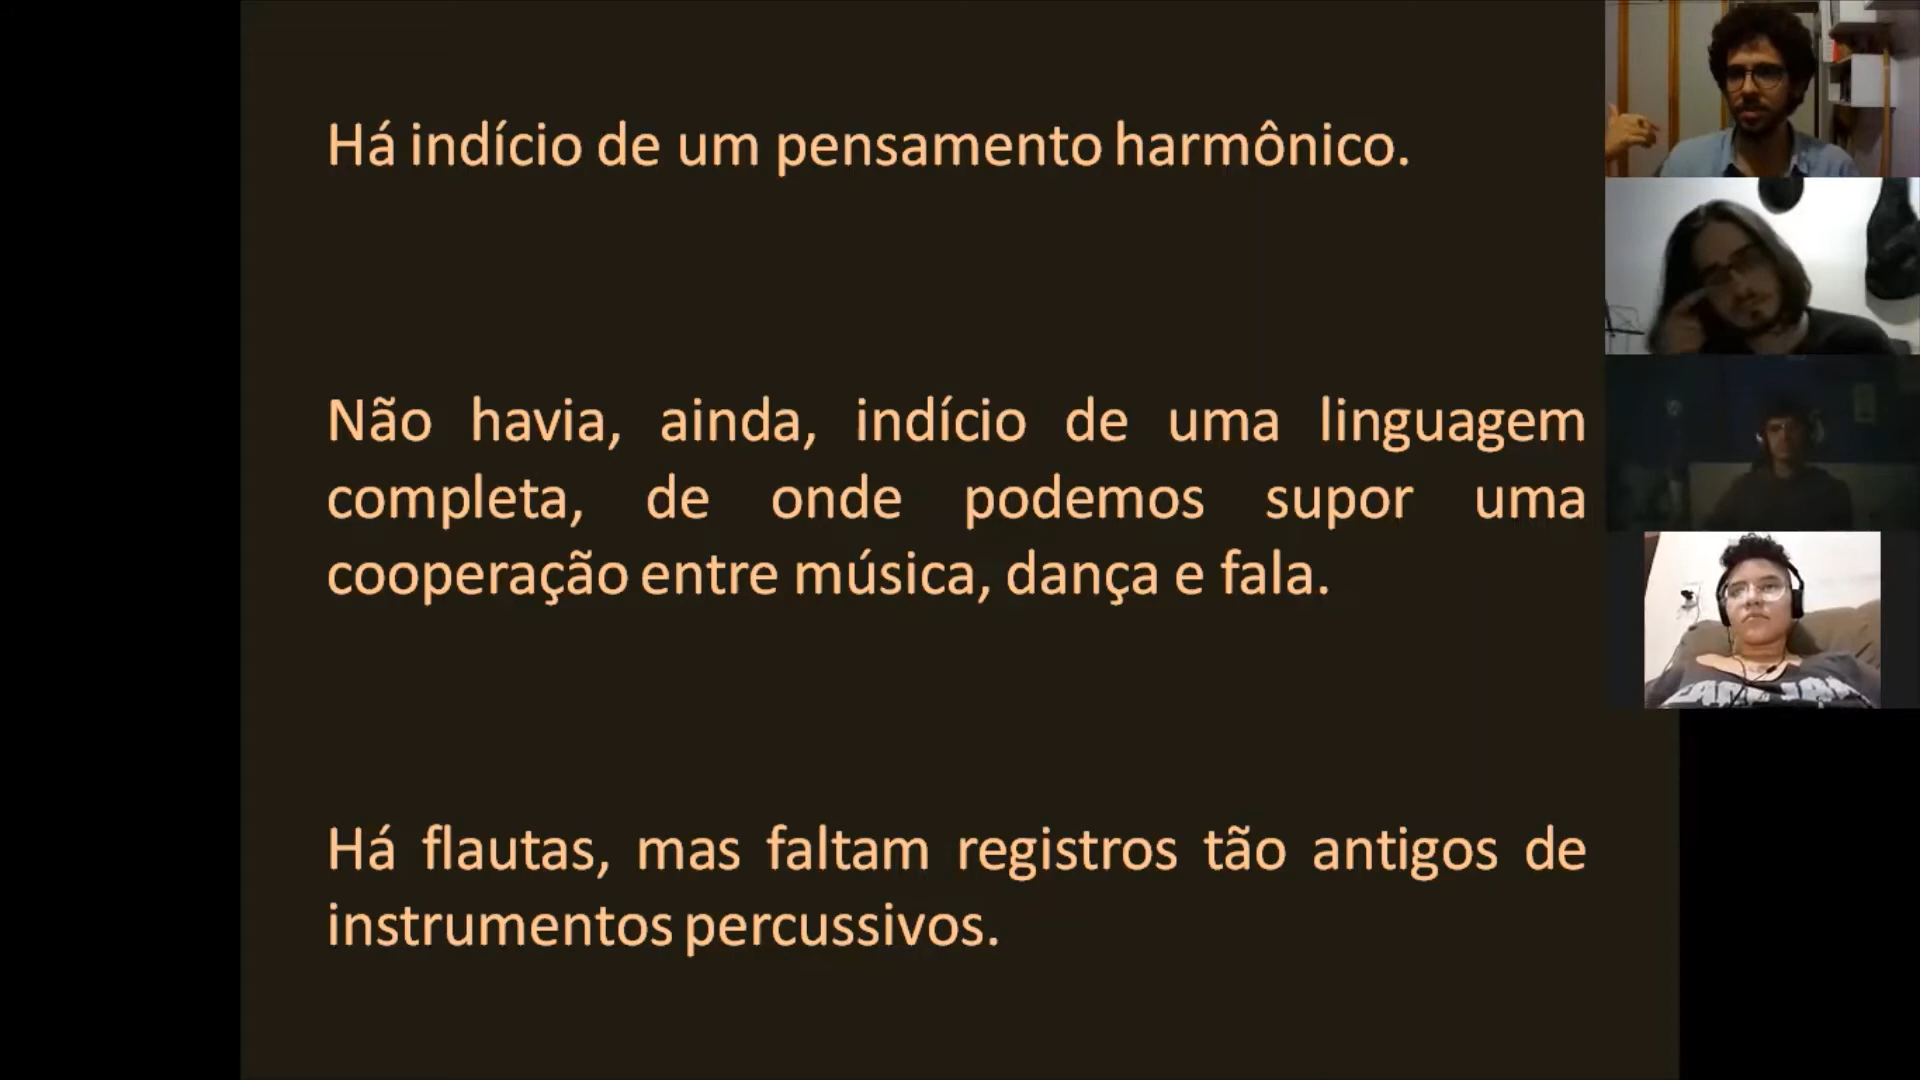 Há indício de um pensamento harmônico.
Não havia, ainda, indício de uma linguagem
completa, de onde podemos supor uma
cooperação entre música, dança e fala.
Há flautas, mas faltam registros tão antigos de
instrumentos percussivos.